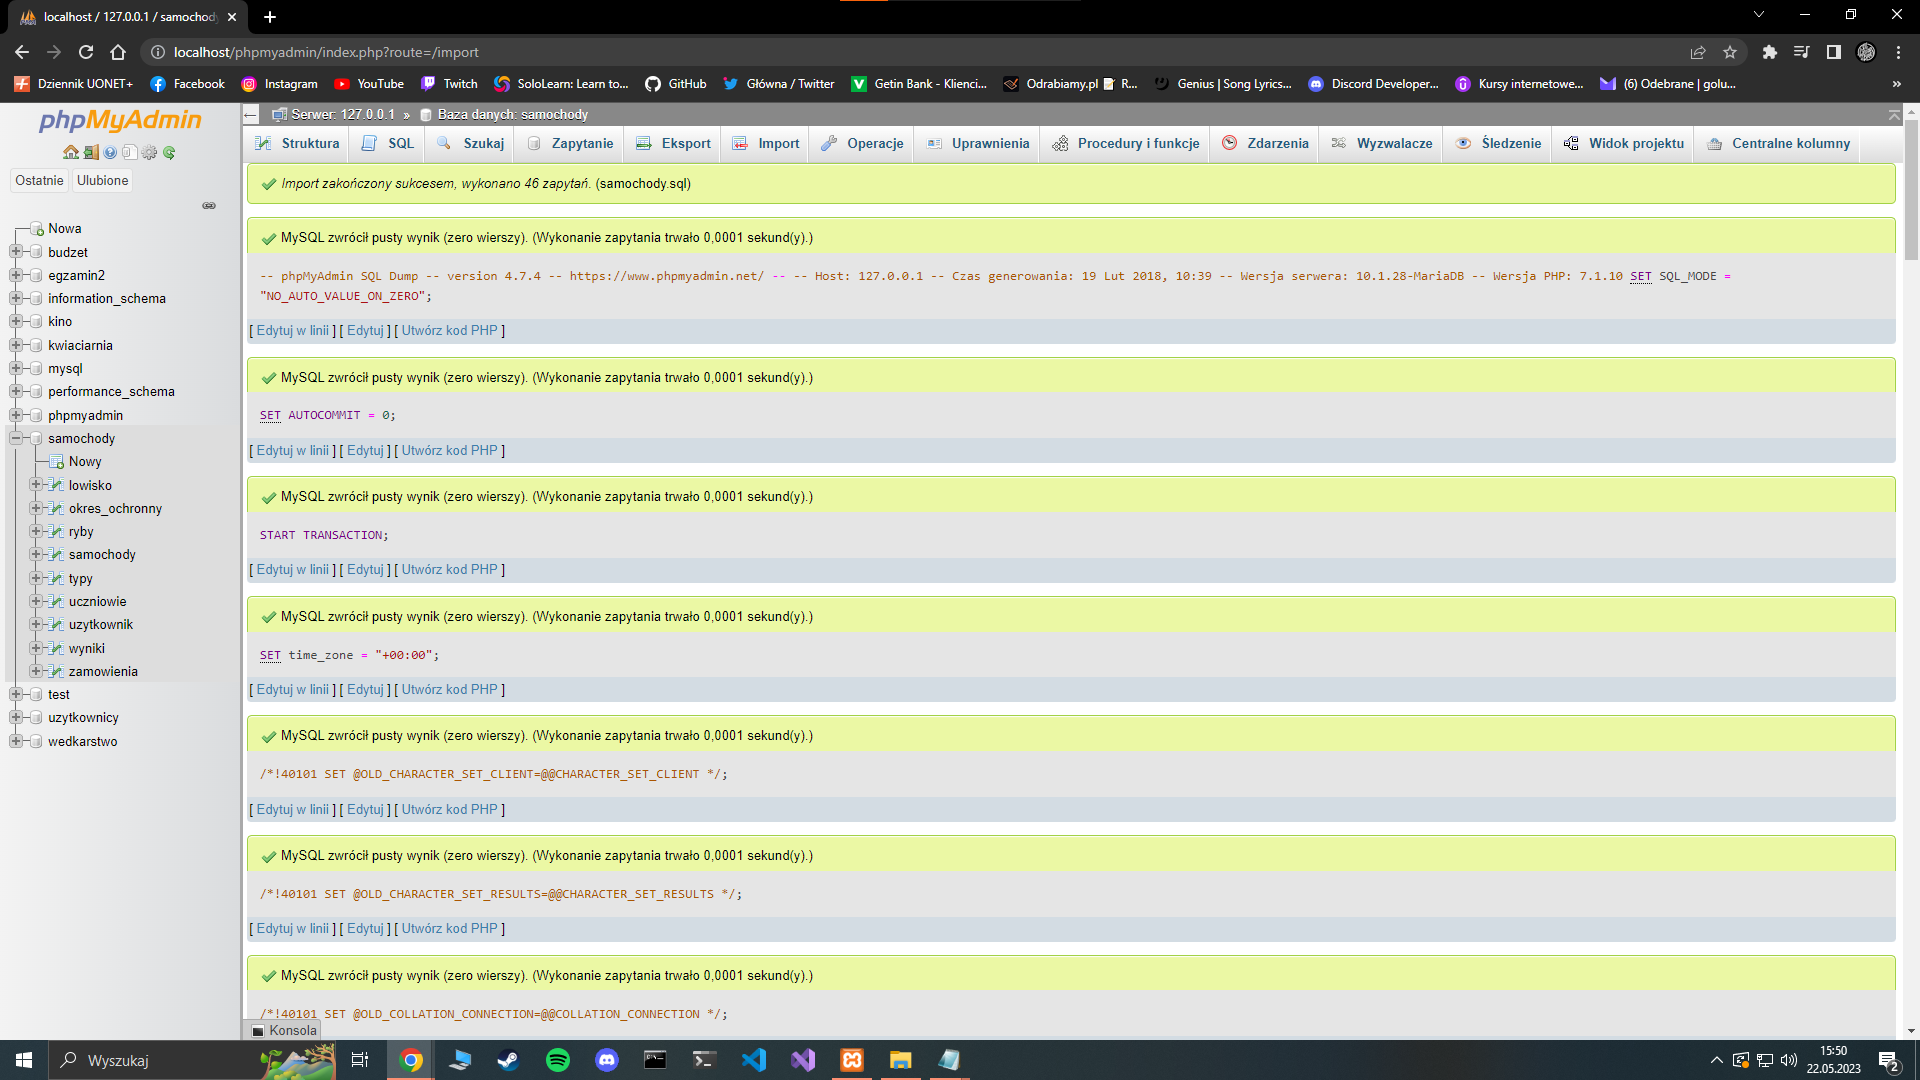 localhost / 127.0.0.1 / samochody
localhost/phpmyadmin/index.php?route=/import
Dziennik UONET+
Facebook
Instagram
YouTube
Twitch
SoloLearn: Learn to...
GitHub
Główna / Twitter
Getin Bank - Klienci...
Odrabiamy.pl
R...
Genius | Song Lyrics...
Discord Developer...
Kursy internetowe...
(6) Odebrane | golu...
»
phpMyAdmin
Ostatnie
Ulubione
Nowa
budzet
egzamin2
information_schema
kino
kwiaciarnia
mysql
performance_schema
phpmyadmin
samochody
Nowy
lowisko
okres_ochronny
ryby
samochody
typy
uczniowie
uzytkownik
wyniki
zamowienia
test
uzytkownicy
wedkarstwo
Serwer: 127.0.0.1 » Baza danych: samochody
Struktura
SQL
Szukaj
Zapytanie
Eksport
Import
Operacje
Uprawnienia
Procedury i funkcje
Zdarzenia
Wyzwalacze
Śledzenie
Widok projektu
Centralne kolumny
Import zakończony sukcesem, wykonano 46 zapytań. (samochody.sql)
MySQL zwrócił pusty wynik (zero wierszy). (Wykonanie zapytania trwało 0,0001 sekund(y).)
-- phpMyAdmin SQL Dump -- version 4.7.4 -- https://www.phpmyadmin.net/ -- -- Host: 127.0.0.1 -- Czas generowania: 19 Lut 2018, 10:39 -- Wersja serwera: 10.1.28-MariaDB -- Wersja PHP: 7.1.10 SET SQL_MODE =
"NO_AUTO_VALUE_ON_ZERO";
[ Edytuj w linii ] [ Edytuj ] [ Utwórz kod PHP ]
MySQL zwrócił pusty wynik (zero wierszy). (Wykonanie zapytania trwało 0,0001 sekund(y).)
SET AUTOCOMMIT = 0;
[ Edytuj w linii ] [ Edytuj ] [ Utwórz kod PHP ]
MySQL zwrócił pusty wynik (zero wierszy). (Wykonanie zapytania trwało 0,0001 sekund(y).)
START TRANSACTION;
[ Edytuj w linii ] [ Edytuj ] [ Utwórz kod PHP ]
MySQL zwrócił pusty wynik (zero wierszy). (Wykonanie zapytania trwało 0,0001 sekund(y).)
SET time_zone = "+00:00";
[ Edytuj w linii ] [ Edytuj ] [ Utwórz kod PHP ]
MySQL zwrócił pusty wynik (zero wierszy). (Wykonanie zapytania trwało 0,0001 sekund(y).)
/*!40101 SET @OLD_CHARACTER_SET_CLIENT=@@CHARACTER_SET_CLIENT */;
[ Edytuj w linii ] [ Edytuj ] [ Utwórz kod PHP ]
MySQL zwrócił pusty wynik (zero wierszy). (Wykonanie zapytania trwało 0,0001 sekund(y).)
/*!40101 SET @OLD_CHARACTER_SET_RESULTS=@@CHARACTER_SET_RESULTS */;
[ Edytuj w linii ] [ Edytuj ] [ Utwórz kod PHP ]
MySQL zwrócił pusty wynik (zero wierszy). (Wykonanie zapytania trwało 0,0001 sekund(y).)
/*!40101 SET @OLD_COLLATION_CONNECTION=@@COLLATION_CONNECTION */;
Konsola
Wyszukaj
15:50
22.05.2023
2